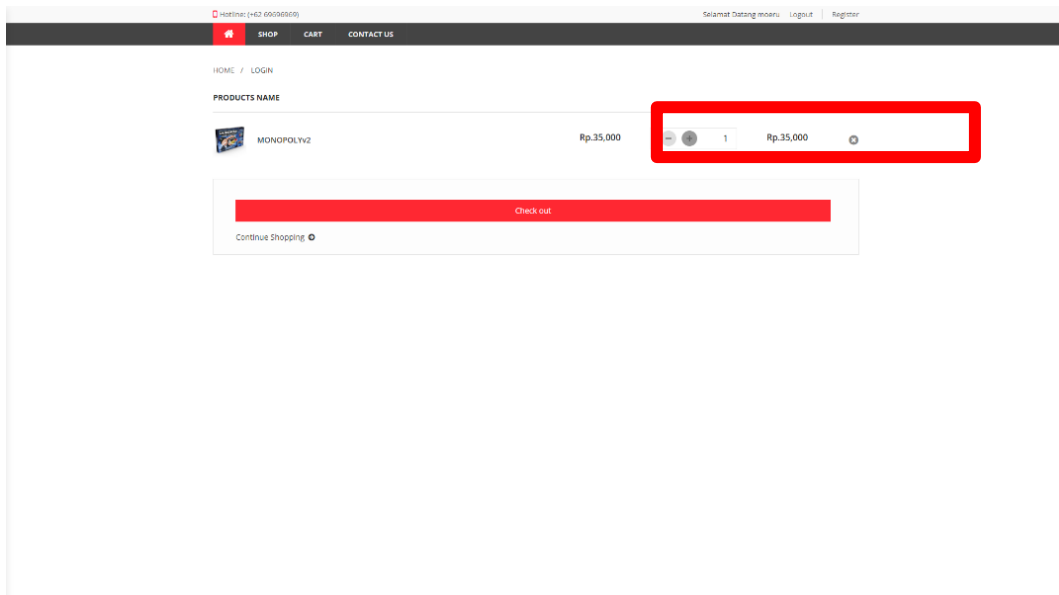 Hotline: (+62 69696969) Selamat Datang moeru Logout Register
SHOP CART CONTACT US
HOME / LOGIN
PRODUCTS NAME
MONOPOLYv2 Rp.35,000 1 Rp.35,000
Check out
Continue Shopping